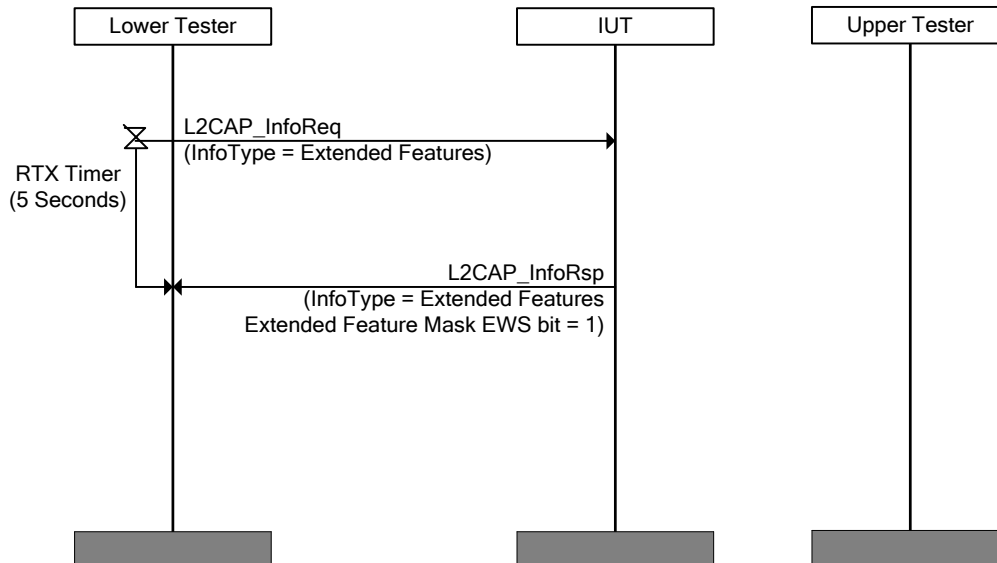 Lower Tester
IUT
Upper Tester
L2CAP_InfoReq
(InfoType = Extended Features)
RTX Timer
(5 Seconds)
L2CAP_InfoRsp
(InfoType = Extended Features
Extended Feature Mask EWS bit = 1)